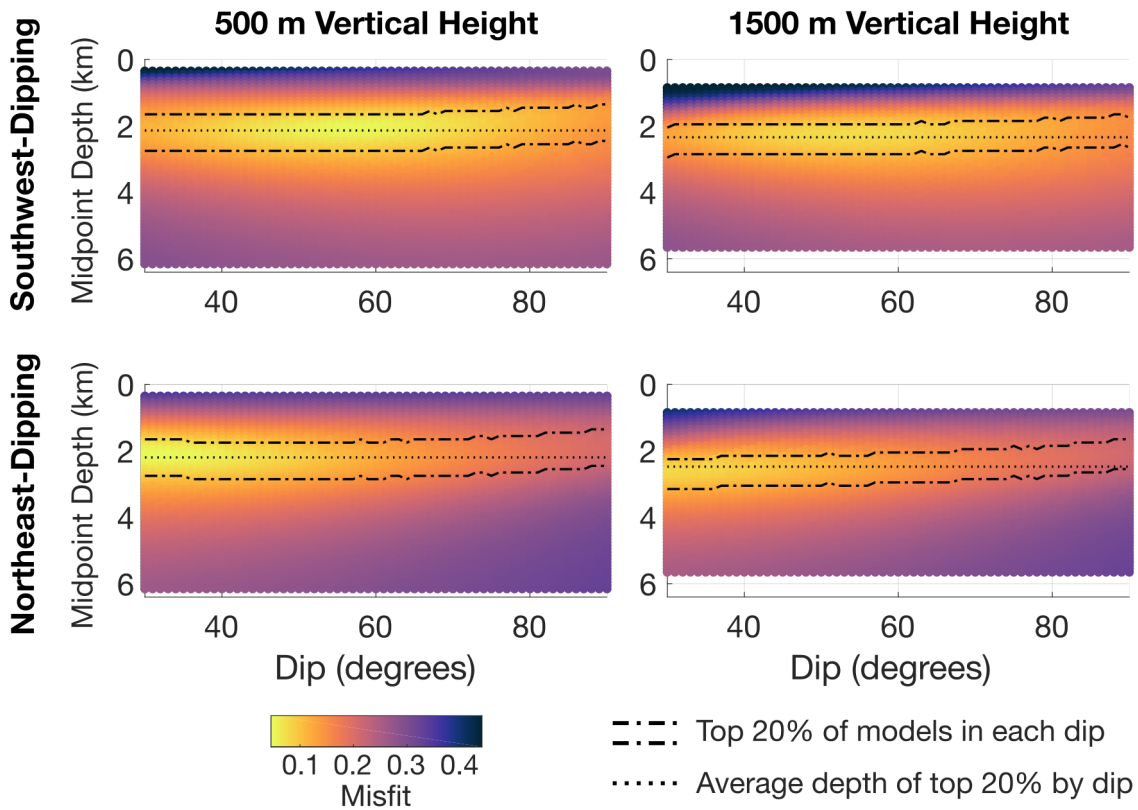 500 m Vertical Height
1500 m Vertical Height
Southwest-Dipping
Midpoint Depth (km)
0
2
4
6
40
60
80
0
2
4
6
40
60
80
Northeast-Dipping
Midpoint Depth (km)
0
2
4
6
40
60
80
Dip (degrees)
0
2
4
6
40
60
80
Dip (degrees)
0.1 0.2 0.3 0.4
Misfit
Top 20% of models in each dip
Average depth of top 20% by dip